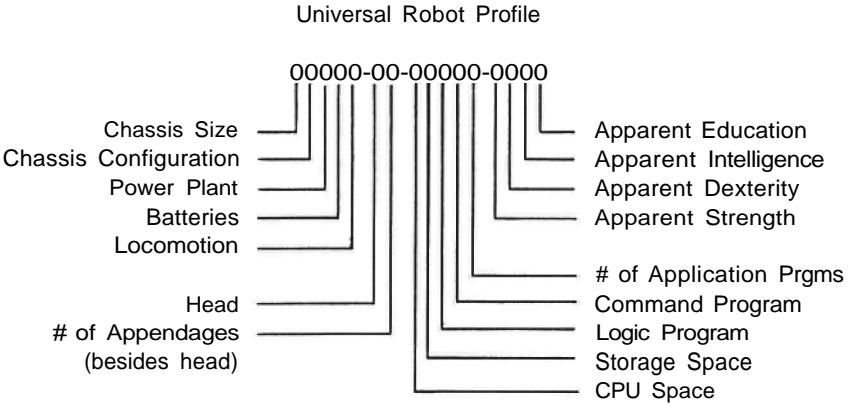 Universal Robot Profile
00000-00-00000-0000
Chassis Size
Chassis Configuration
Power Plant
Batteries
Locomotion
Head
# of Appendages
(besides head)
Apparent Education
Apparent Intelligence
Apparent Dexterity
Apparent Strength
# of Application Prgms
Command Program
Logic Program
Storage Space
CPU Space